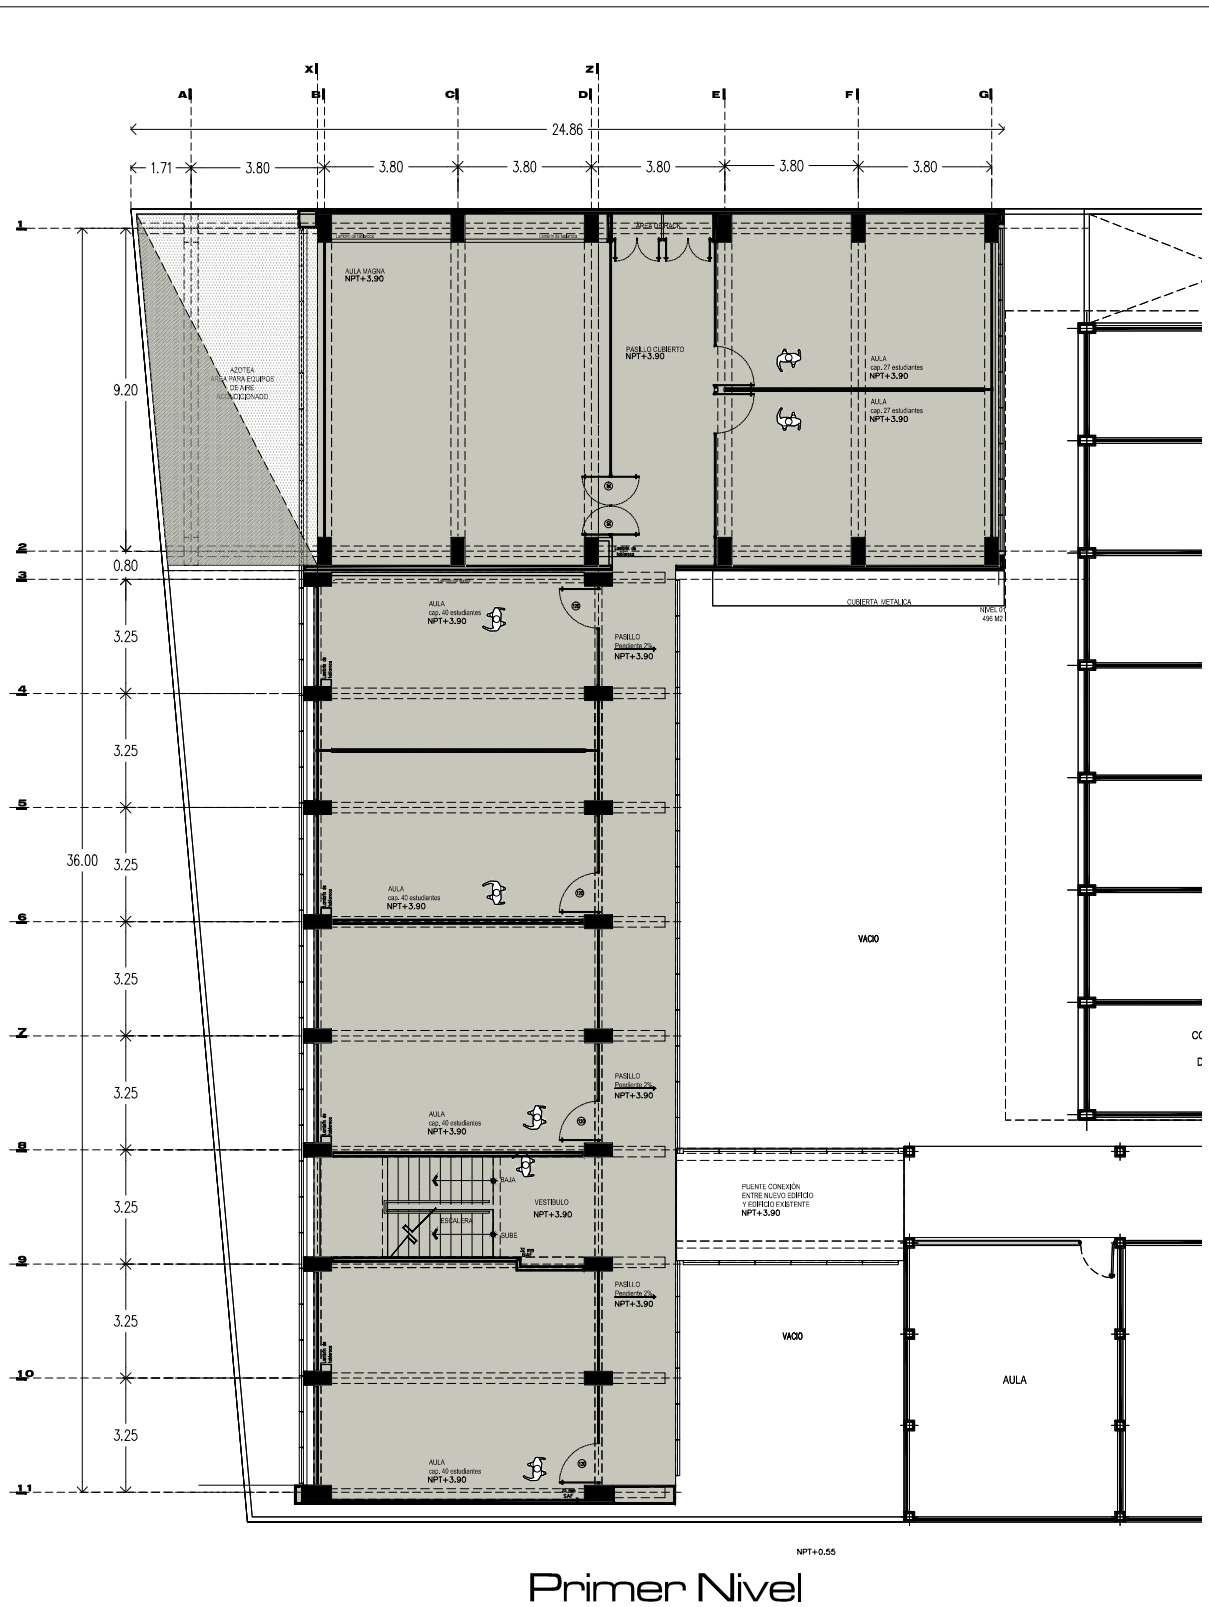 X Z
A B C D E F G
24.86
1.71 3.80 3.80 3.80 3.80 3.80 3.80
1
ÁREA DE RACK
AULA MAGNA
NPT+3.90
PASILLO CUBIERTO
NPT+3.90
AULA
cap. 27 estudiantes
NPT+3.90
AZOTEA
ÁREA PARA EQUIPOS
DE AIRE
ACONDICIONADO
9.20
AULA
cap. 27 estudiantes
NPT+3.90
2
0.80
3
CUBIERTA METALICA
NIVEL 01
496 M2
AULA
cap. 40 estudiantes
NPT+3.90
3.25
PASILLO
Pendiente 2%
NPT+3.90
4
3.25
5
36.00
3.25
AULA
cap. 40 estudiantes
NPT+3.90
6
VACIO
3.25
7
CO
D
PASILLO
Pendiente 2%
NPT+3.90
3.25
AULA
cap. 40 estudiantes
NPT+3.90
8
BAJA
PUENTE CONEXIÓN
ENTRE NUEVO EDIFICIO
Y EDIFICIO EXISTENTE
NPT+3.90
VESTIBULO
NPT+3.90
3.25
ESCALERA
SUBE
9
PASILLO
Pendiente 2%
NPT+3.90
3.25
VACIO
10
AULA
3.25
AULA
cap. 40 estudiantes
NPT+3.90
11
SAF
NPT+0.55
Primer Nivel